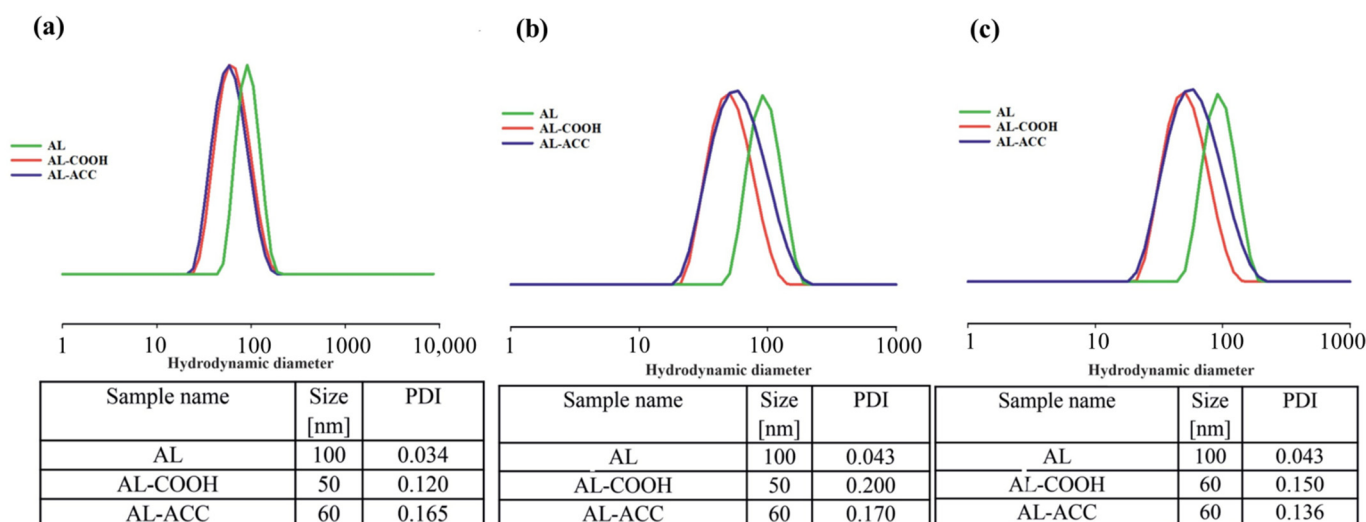 (a)
AL
AL-COOH
AL-ACC
1 10 100 1000 10,000
Hydrodynamic diameter
Sample name Size [nm] PDI
AL 100 0.034
AL-COOH 50 0.120
AL-ACC 60 0.165
(b)
AL
AL-COOH
AL-ACC
1 10 100 1000
Hydrodynamic diameter
Sample name Size [nm] PDI
AL 100 0.043
AL-COOH 50 0.200
AL-ACC 60 0.170
(c)
AL
AL-COOH
AL-ACC
1 10 100 1000
Hydrodynamic diameter
Sample name Size [nm] PDI
AL 100 0.043
AL-COOH 60 0.150
AL-ACC 60 0.136